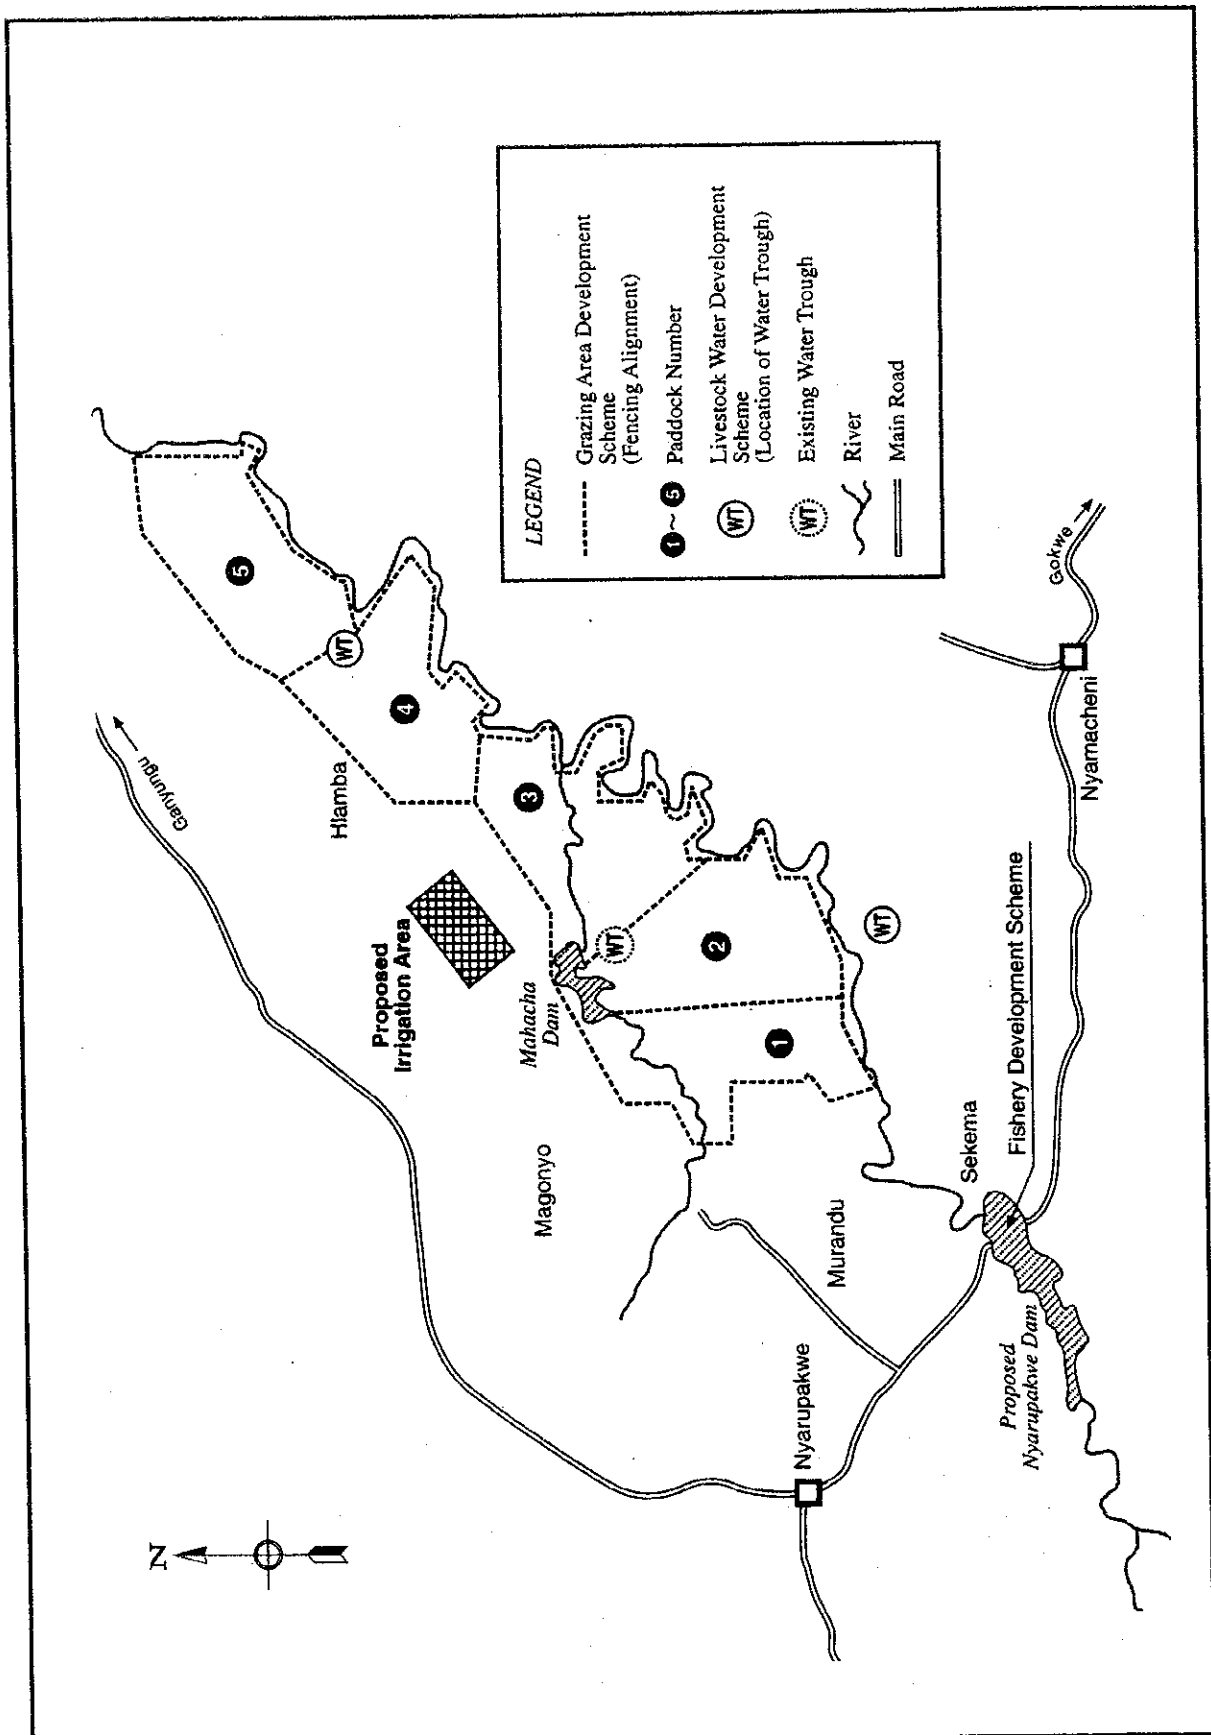 N
Ganyungu
Hlamba
Proposed
Irrigation Area
Mahacha
Dam
Magonyo
Murandu
Nyarupakwe
Sekema
Proposed
Nyarupakwe Dam
Fishery Development Scheme
Nyamacheni
Gokwe
1
2
3
4
5
WT
WT
WT
LEGEND
Grazing Area Development
Scheme
(Fencing Alignment)
1~5 Paddock Number
WT Livestock Water Development
Scheme
(Location of Water Trough)
WT Existing Water Trough
River
Main Road